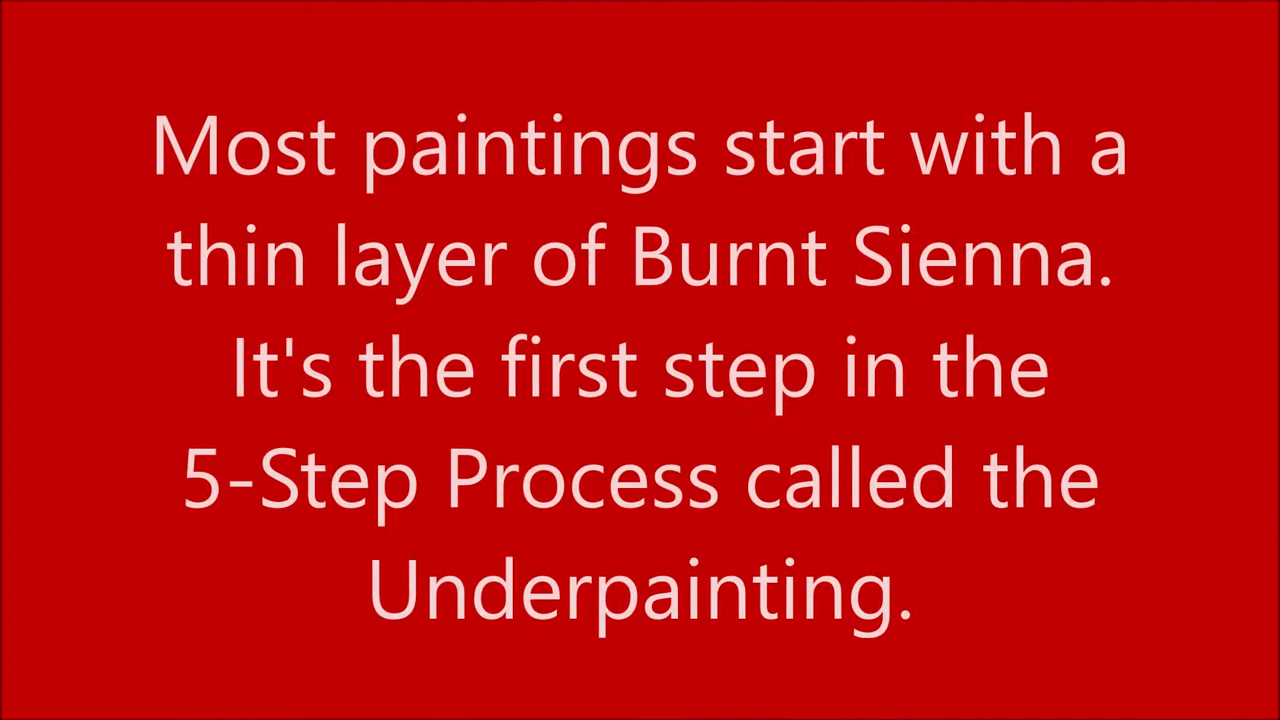 Most paintings start with a
thin layer of Burnt Sienna.
It's the first step in the
5-Step Process called the
Underpainting.